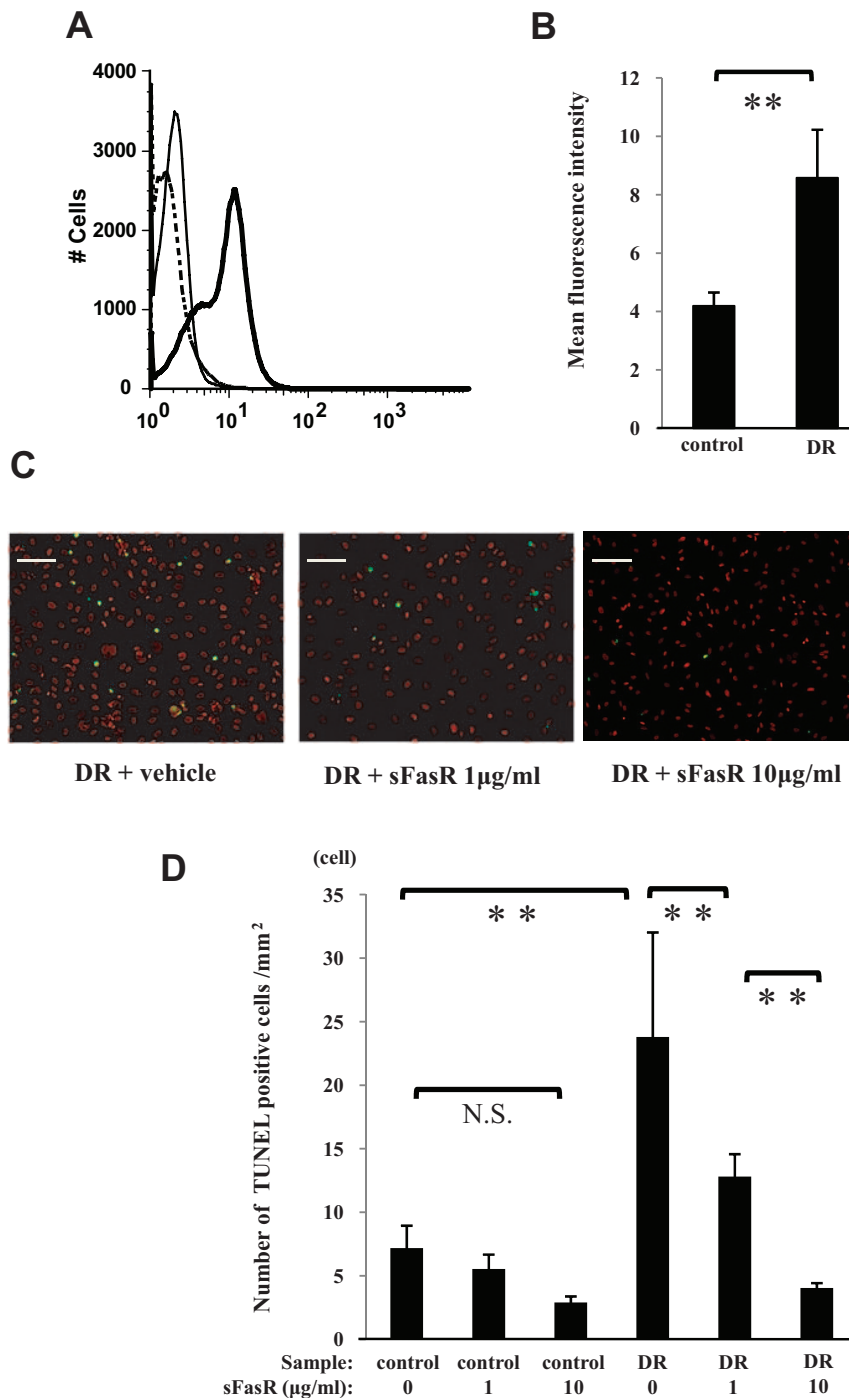 A
4000
3000
2000
1000
0
# Cells
10^0 10^1 10^2 10^3
B
12
10
8
6
4
2
0
Mean fluorescence intensity
**
control DR
C
DR + vehicle
DR + sFasR 1μg/ml
DR + sFasR 10μg/ml
D
(cell)
35
30
25
20
15
10
5
0
Number of TUNEL positive cells /mm^2
* *
* *
* *
N.S.
Sample: control control control DR DR DR
sFasR (μg/ml): 0 1 10 0 1 10